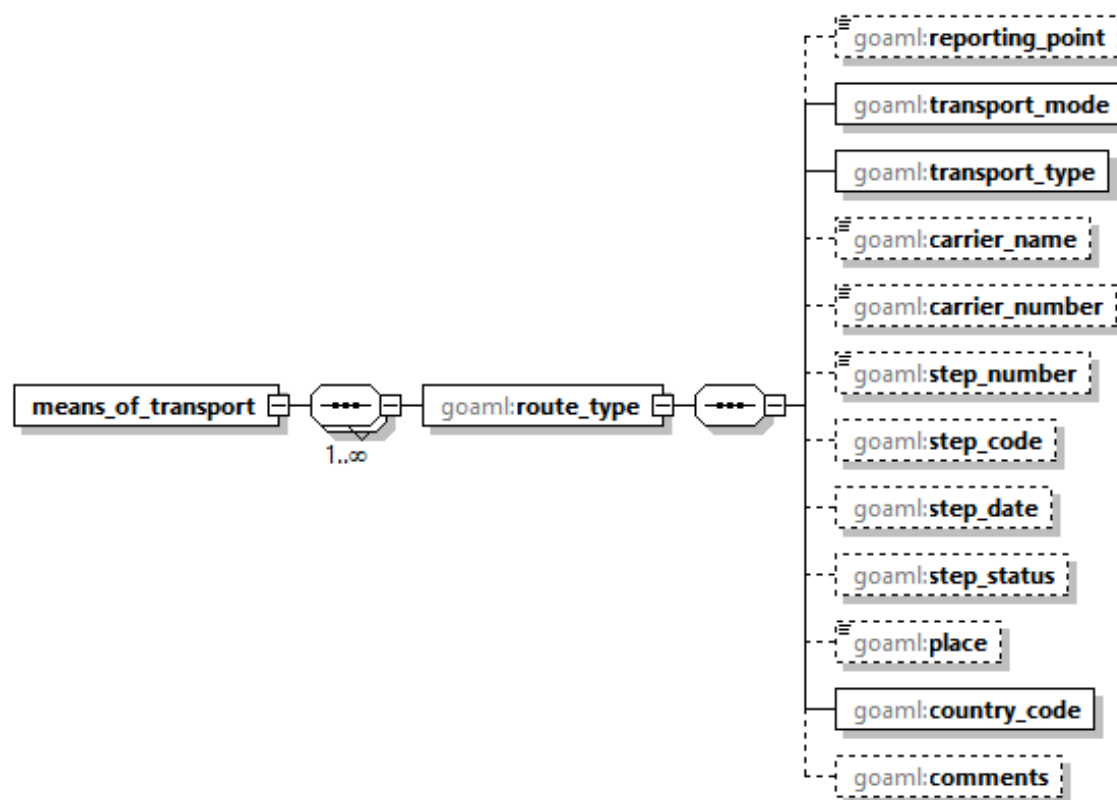 goaml:reporting_point
goaml:transport_mode
goaml:transport_type
goaml:carrier_name
goaml:carrier_number
goaml:step_number
means_of_transport
goaml:route_type
1..∞
goaml:step_code
goaml:step_date
goaml:step_status
goaml:place
goaml:country_code
goaml:comments